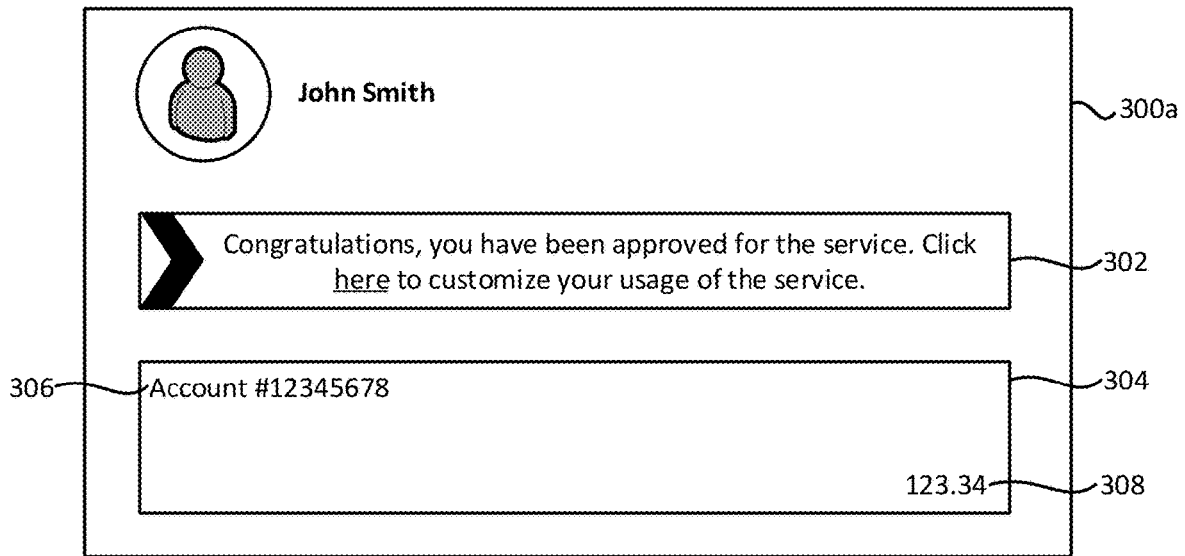 John Smith
300a
Congratulations, you have been approved for the service. Click
here to customize your usage of the service.
302
306
Account #12345678
304
123.34
308